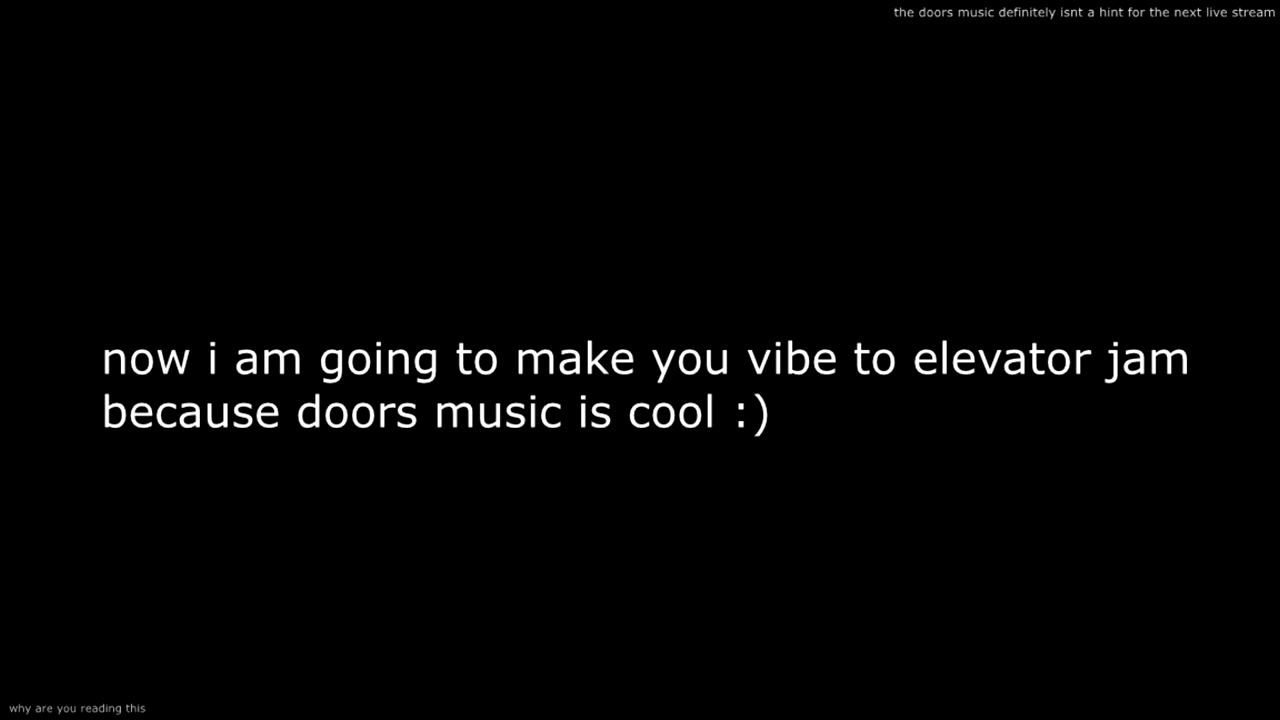 the doors music definitely isnt a hint for the next live stream
now i am going to make you vibe to elevator jam
because doors music is cool :)
why are you reading this